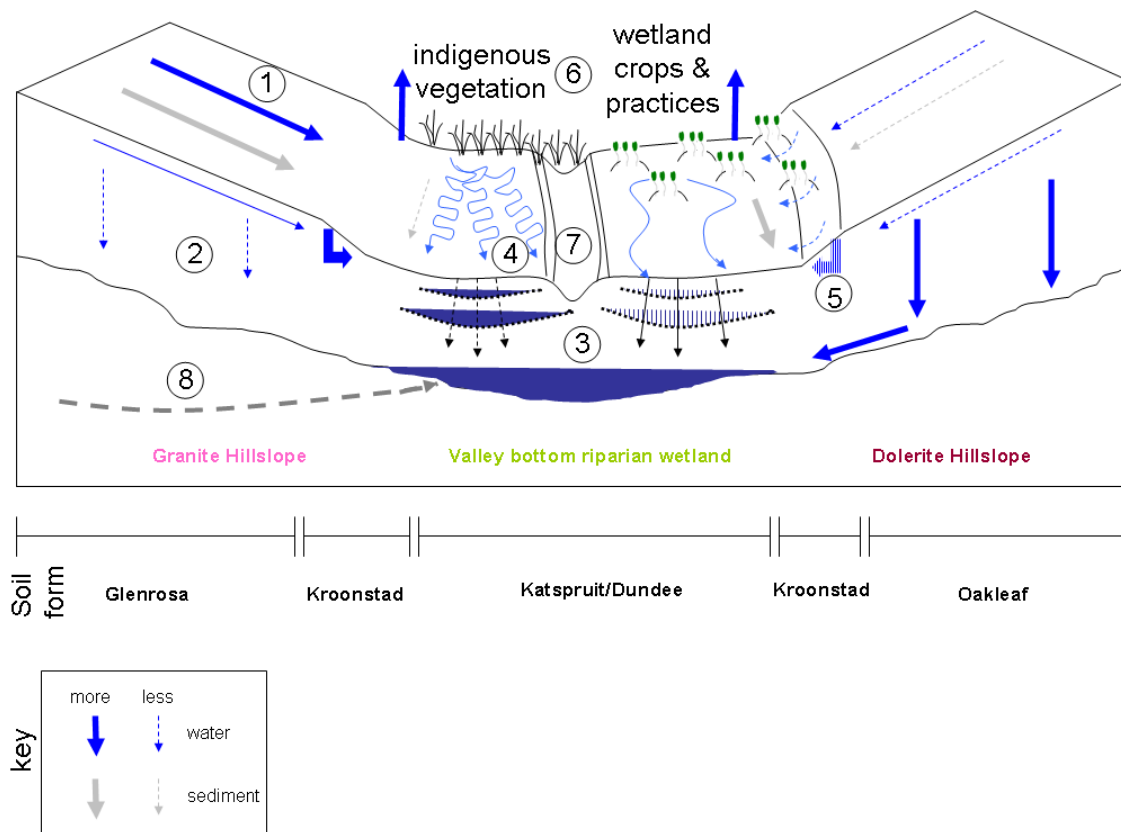 indigenous
vegetation
wetland
crops &
practices
1
6
2
4
7
5
3
8
Granite Hillslope
Valley bottom riparian wetland
Dolerite Hillslope
Soil
form
Glenrosa
Kroonstad
Katspruit/Dundee
Kroonstad
Oakleaf
key
more
less
water
sediment